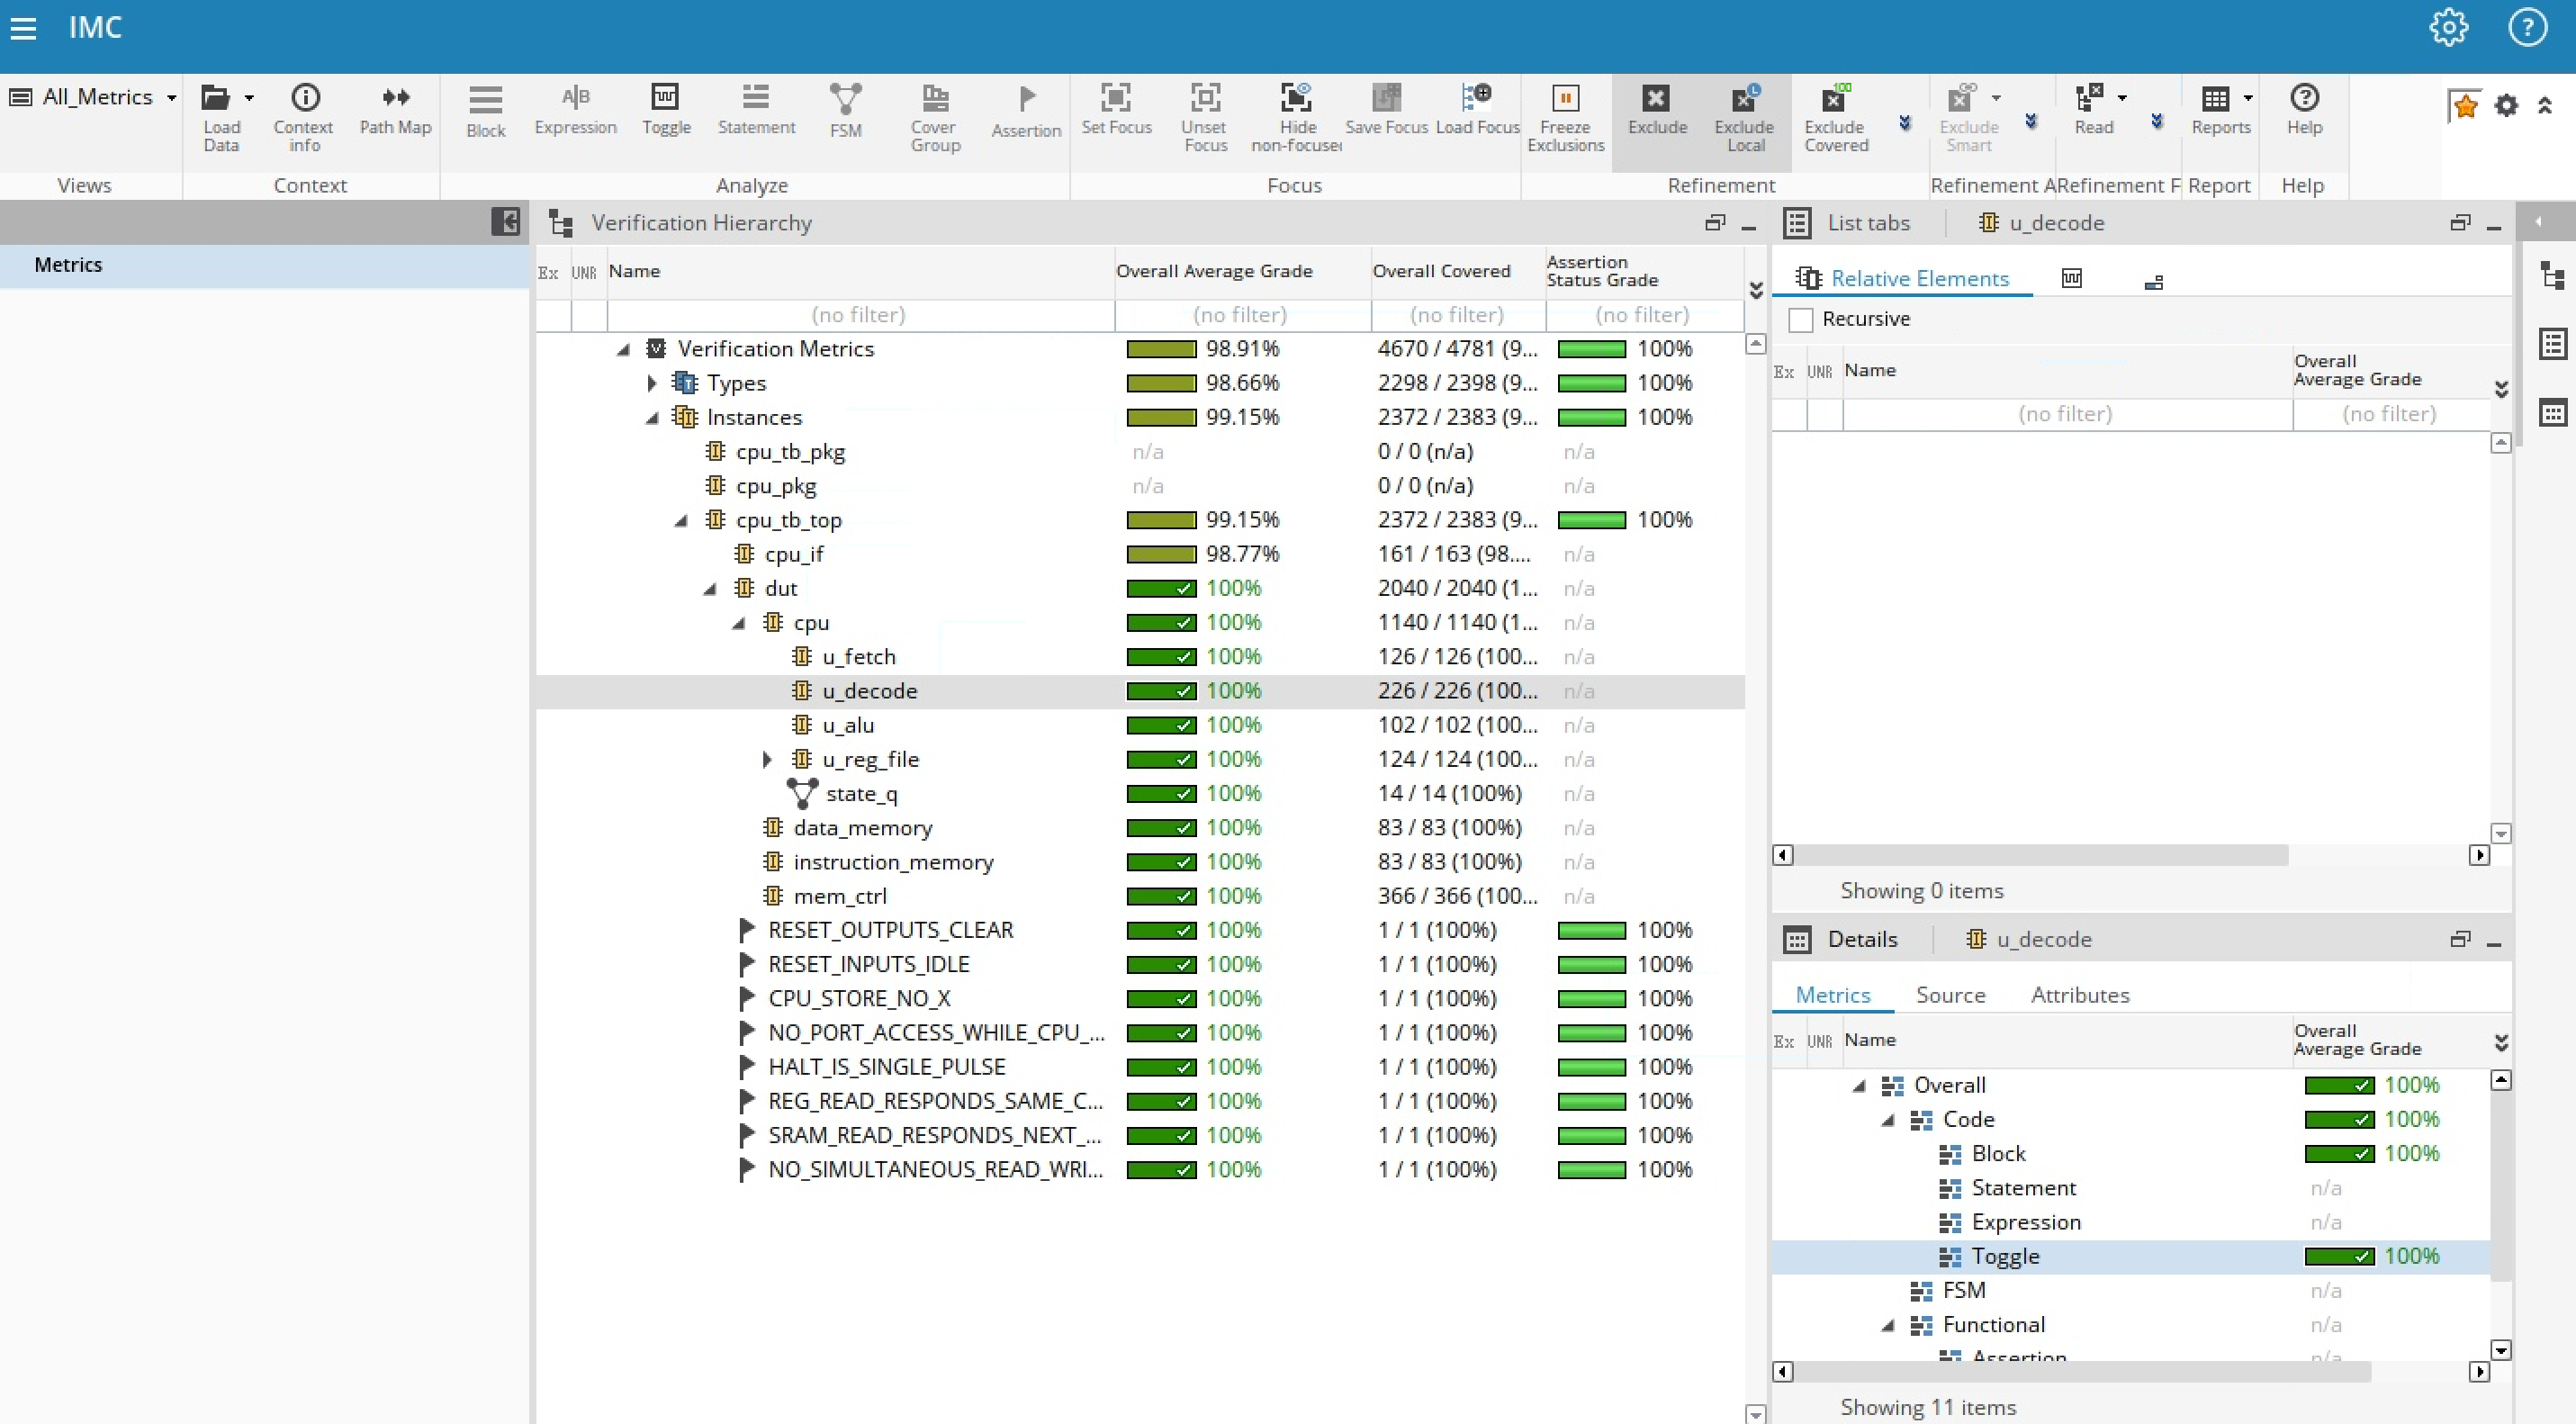 IMC
All_Metrics
Load Data
Context info
Path Map
Block
Expression
Toggle
Statement
FSM
Cover Group
Assertion
Set Focus
Unset Focus
Hide non-focuse
Save Focus
Load Focus
Freeze Exclusions
Exclude
Exclude Local
Exclude Covered
Exclude Smart
Read
Reports
Help
Views
Context
Analyze
Focus
Refinement
Refinement A
Refinement F
Report
Help
Metrics
Verification Hierarchy
Ex UNR Name Overall Average Grade Overall Covered Assertion Status Grade
(no filter) (no filter) (no filter) (no filter)
Verification Metrics 98.91% 4670 / 4781 (9... 100%
Types 98.66% 2298 / 2398 (9... 100%
Instances 99.15% 2372 / 2383 (9... 100%
cpu_tb_pkg n/a 0 / 0 (n/a) n/a
cpu_pkg n/a 0 / 0 (n/a) n/a
cpu_tb_top 99.15% 2372 / 2383 (9... 100%
cpu_if 98.77% 161 / 163 (98.... n/a
dut 100% 2040 / 2040 (1... n/a
cpu 100% 1140 / 1140 (1... n/a
u_fetch 100% 126 / 126 (100... n/a
u_decode 100% 226 / 226 (100... n/a
u_alu 100% 102 / 102 (100... n/a
u_reg_file 100% 124 / 124 (100... n/a
state_q 100% 14 / 14 (100%) n/a
data_memory 100% 83 / 83 (100%) n/a
instruction_memory 100% 83 / 83 (100%) n/a
mem_ctrl 100% 366 / 366 (100... n/a
RESET_OUTPUTS_CLEAR 100% 1 / 1 (100%) 100%
RESET_INPUTS_IDLE 100% 1 / 1 (100%) 100%
CPU_STORE_NO_X 100% 1 / 1 (100%) 100%
NO_PORT_ACCESS_WHILE_CPU_... 100% 1 / 1 (100%) 100%
HALT_IS_SINGLE_PULSE 100% 1 / 1 (100%) 100%
REG_READ_RESPONDS_SAME_C... 100% 1 / 1 (100%) 100%
SRAM_READ_RESPONDS_NEXT_... 100% 1 / 1 (100%) 100%
NO_SIMULTANEOUS_READ_WRI... 100% 1 / 1 (100%) 100%
List tabs u_decode
Relative Elements
Recursive
Ex UNR Name Overall Average Grade
(no filter) (no filter)
Showing 0 items
Details u_decode
Metrics Source Attributes
Ex UNR Name Overall Average Grade
Overall 100%
Code 100%
Block 100%
Statement n/a
Expression n/a
Toggle 100%
FSM n/a
Functional n/a
Assertion n/a
Showing 11 items